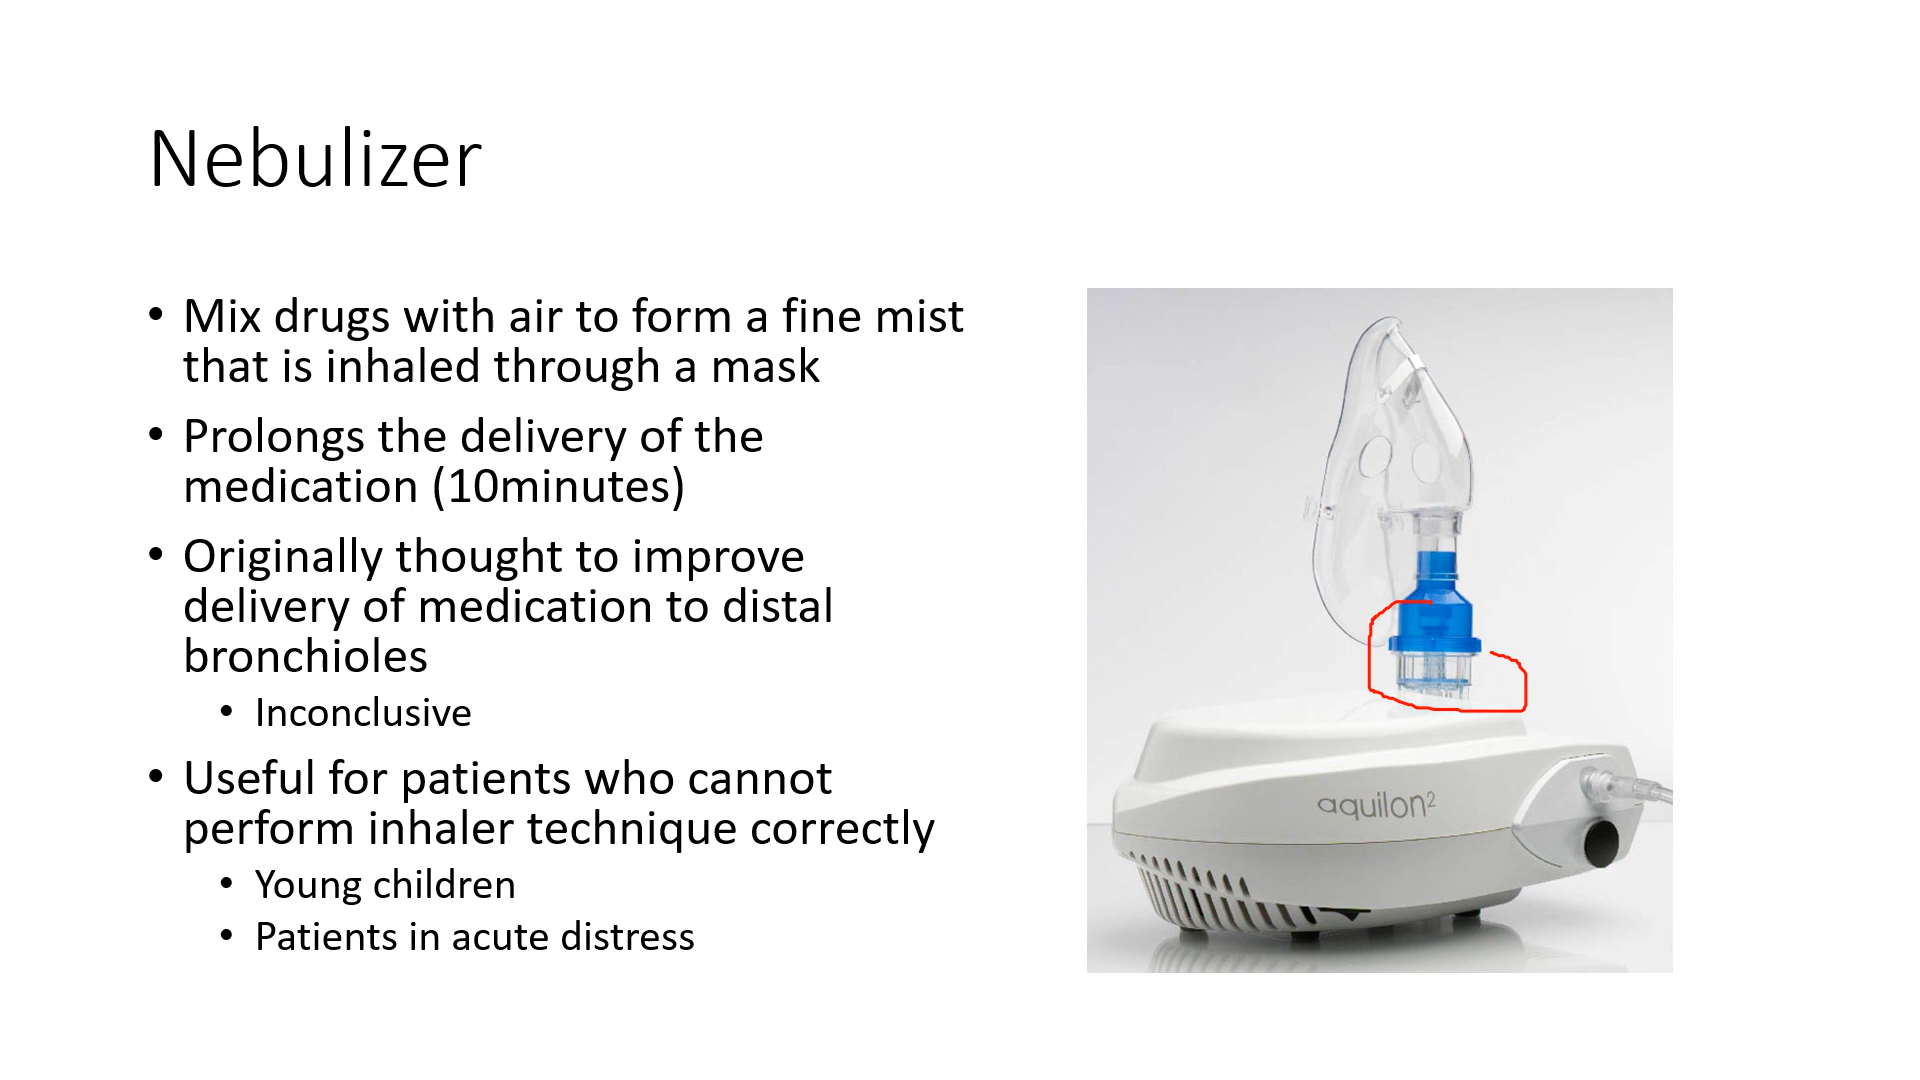 Nebulizer
• Mix drugs with air to form a fine mist
that is inhaled through a mask
• Prolongs the delivery of the
medication (10minutes)
• Originally thought to improve
delivery of medication to distal
bronchioles
• Inconclusive
• Useful for patients who cannot
perform inhaler technique correctly
• Young children
• Patients in acute distress
aquilon²